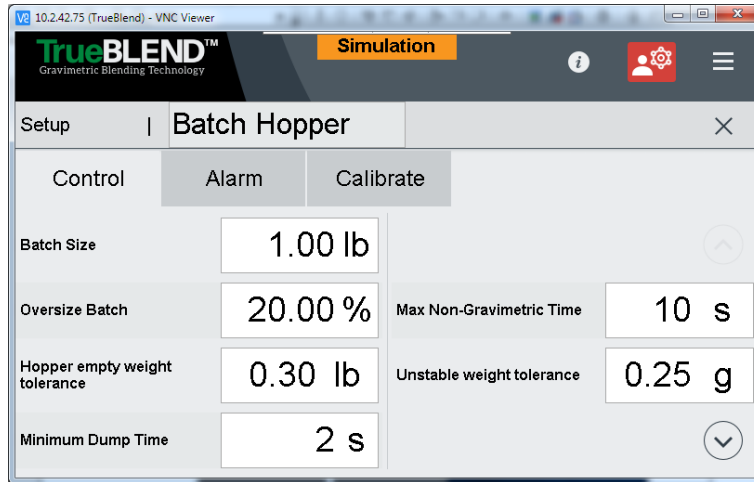 10.2.42.75 (TrueBlend) - VNC Viewer
TrueBLEND™
Gravimetric Blending Technology
Simulation
Setup | Batch Hopper
Control Alarm Calibrate
Batch Size 1.00 lb
Oversize Batch 20.00 % Max Non-Gravimetric Time 10 s
Hopper empty weight
tolerance 0.30 lb Unstable weight tolerance 0.25 g
Minimum Dump Time 2 s